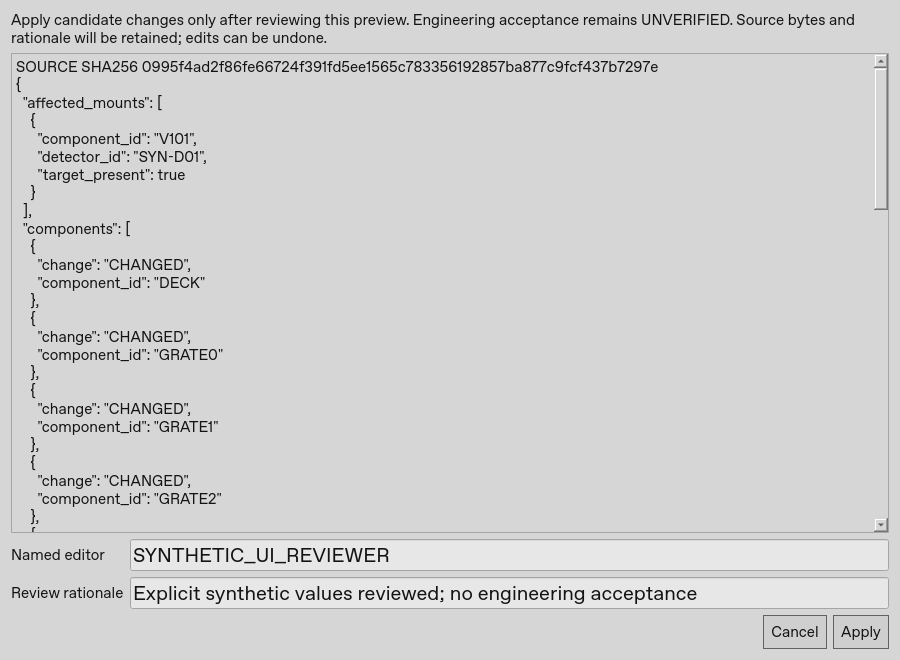 Apply candidate changes only after reviewing this preview. Engineering acceptance remains UNVERIFIED. Source bytes and
rationale will be retained; edits can be undone.
SOURCE SHA256 0995f4ad2f86fe66724f391fd5ee1565c783356192857ba877c9fcf437b7297e
{
"affected_mounts": [
{
"component_id": "V101",
"detector_id": "SYN-D01",
"target_present": true
}
],
"components": [
{
"change": "CHANGED",
"component_id": "DECK"
},
{
"change": "CHANGED",
"component_id": "GRATE0"
},
{
"change": "CHANGED",
"component_id": "GRATE1"
},
{
"change": "CHANGED",
"component_id": "GRATE2"
},
{
Named editor SYNTHETIC_UI_REVIEWER
Review rationale Explicit synthetic values reviewed; no engineering acceptance
Cancel Apply